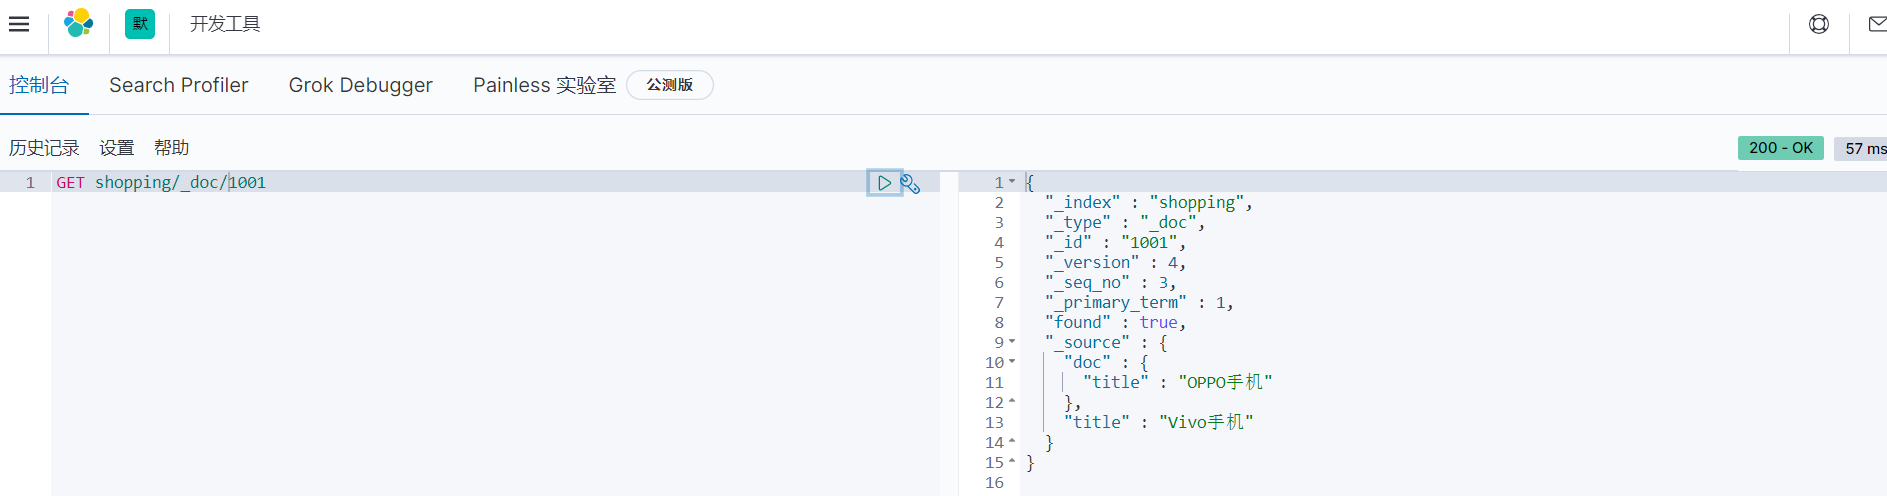 默 开发工具
控制台 Search Profiler Grok Debugger Painless 实验室 公测版
历史记录 设置 帮助
200 - OK 57 ms
1 GET shopping/_doc/1001
1 {
2 "_index" : "shopping",
3 "_type" : "_doc",
4 "_id" : "1001",
5 "_version" : 4,
6 "_seq_no" : 3,
7 "_primary_term" : 1,
8 "found" : true,
9 "_source" : {
10 "doc" : {
11 "title" : "OPPO手机"
12 },
13 "title" : "Vivo手机"
14 }
15 }
16